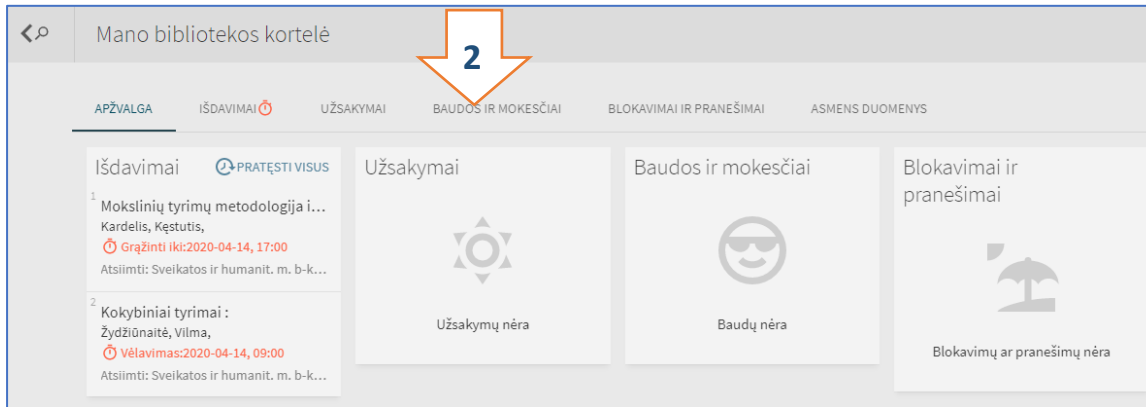 Mano bibliotekos kortelė
2
APŽVALGA IŠDAVIMAI UŽSAKYMAI BAUDOS IR MOKESČIAI BLOKAVIMAI IR PRANEŠIMAI ASMENS DUOMENYS
Išdavimai PRATĘSTI VISUS
1 Mokslinių tyrimų metodologija i...
Kardelis, Kęstutis,
Grąžinti iki:2020-04-14, 17:00
Atsiimti: Sveikatos ir humanit. m. b-k...
2 Kokybiniai tyrimai :
Žydžiūnaitė, Vilma,
Vėlavimas:2020-04-14, 09:00
Atsiimti: Sveikatos ir humanit. m. b-k...
Užsakymai
Užsakymų nėra
Baudos ir mokesčiai
Baudų nėra
Blokavimai ir
pranešimai
Blokavimų ar pranešimų nėra